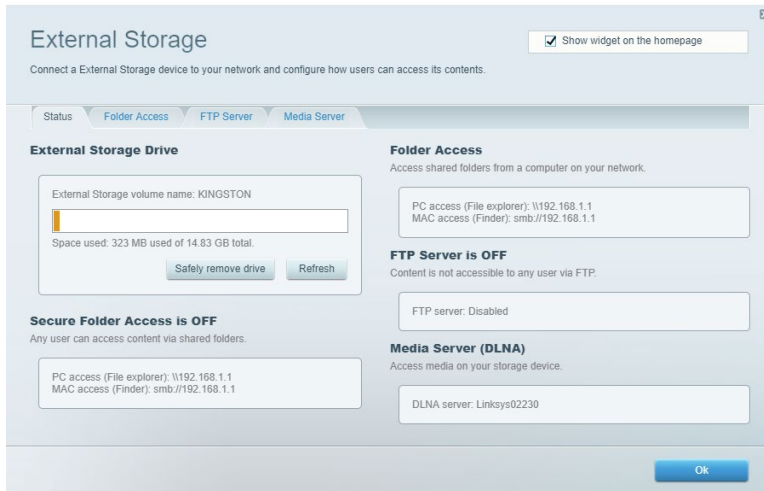 External Storage
Show widget on the homepage
Connect a External Storage device to your network and configure how users can access its contents.
Status
Folder Access
FTP Server
Media Server
External Storage Drive
External Storage volume name: KINGSTON
Space used: 323 MB used of 14.83 GB total.
Safely remove drive
Refresh
Secure Folder Access is OFF
Any user can access content via shared folders.
PC access (File explorer): \\192.168.1.1
MAC access (Finder): smb://192.168.1.1
Folder Access
Access shared folders from a computer on your network.
PC access (File explorer): \\192.168.1.1
MAC access (Finder): smb://192.168.1.1
FTP Server is OFF
Content is not accessible to any user via FTP.
FTP server: Disabled
Media Server (DLNA)
Access media on your storage device.
DLNA server: Linksys02230
Ok